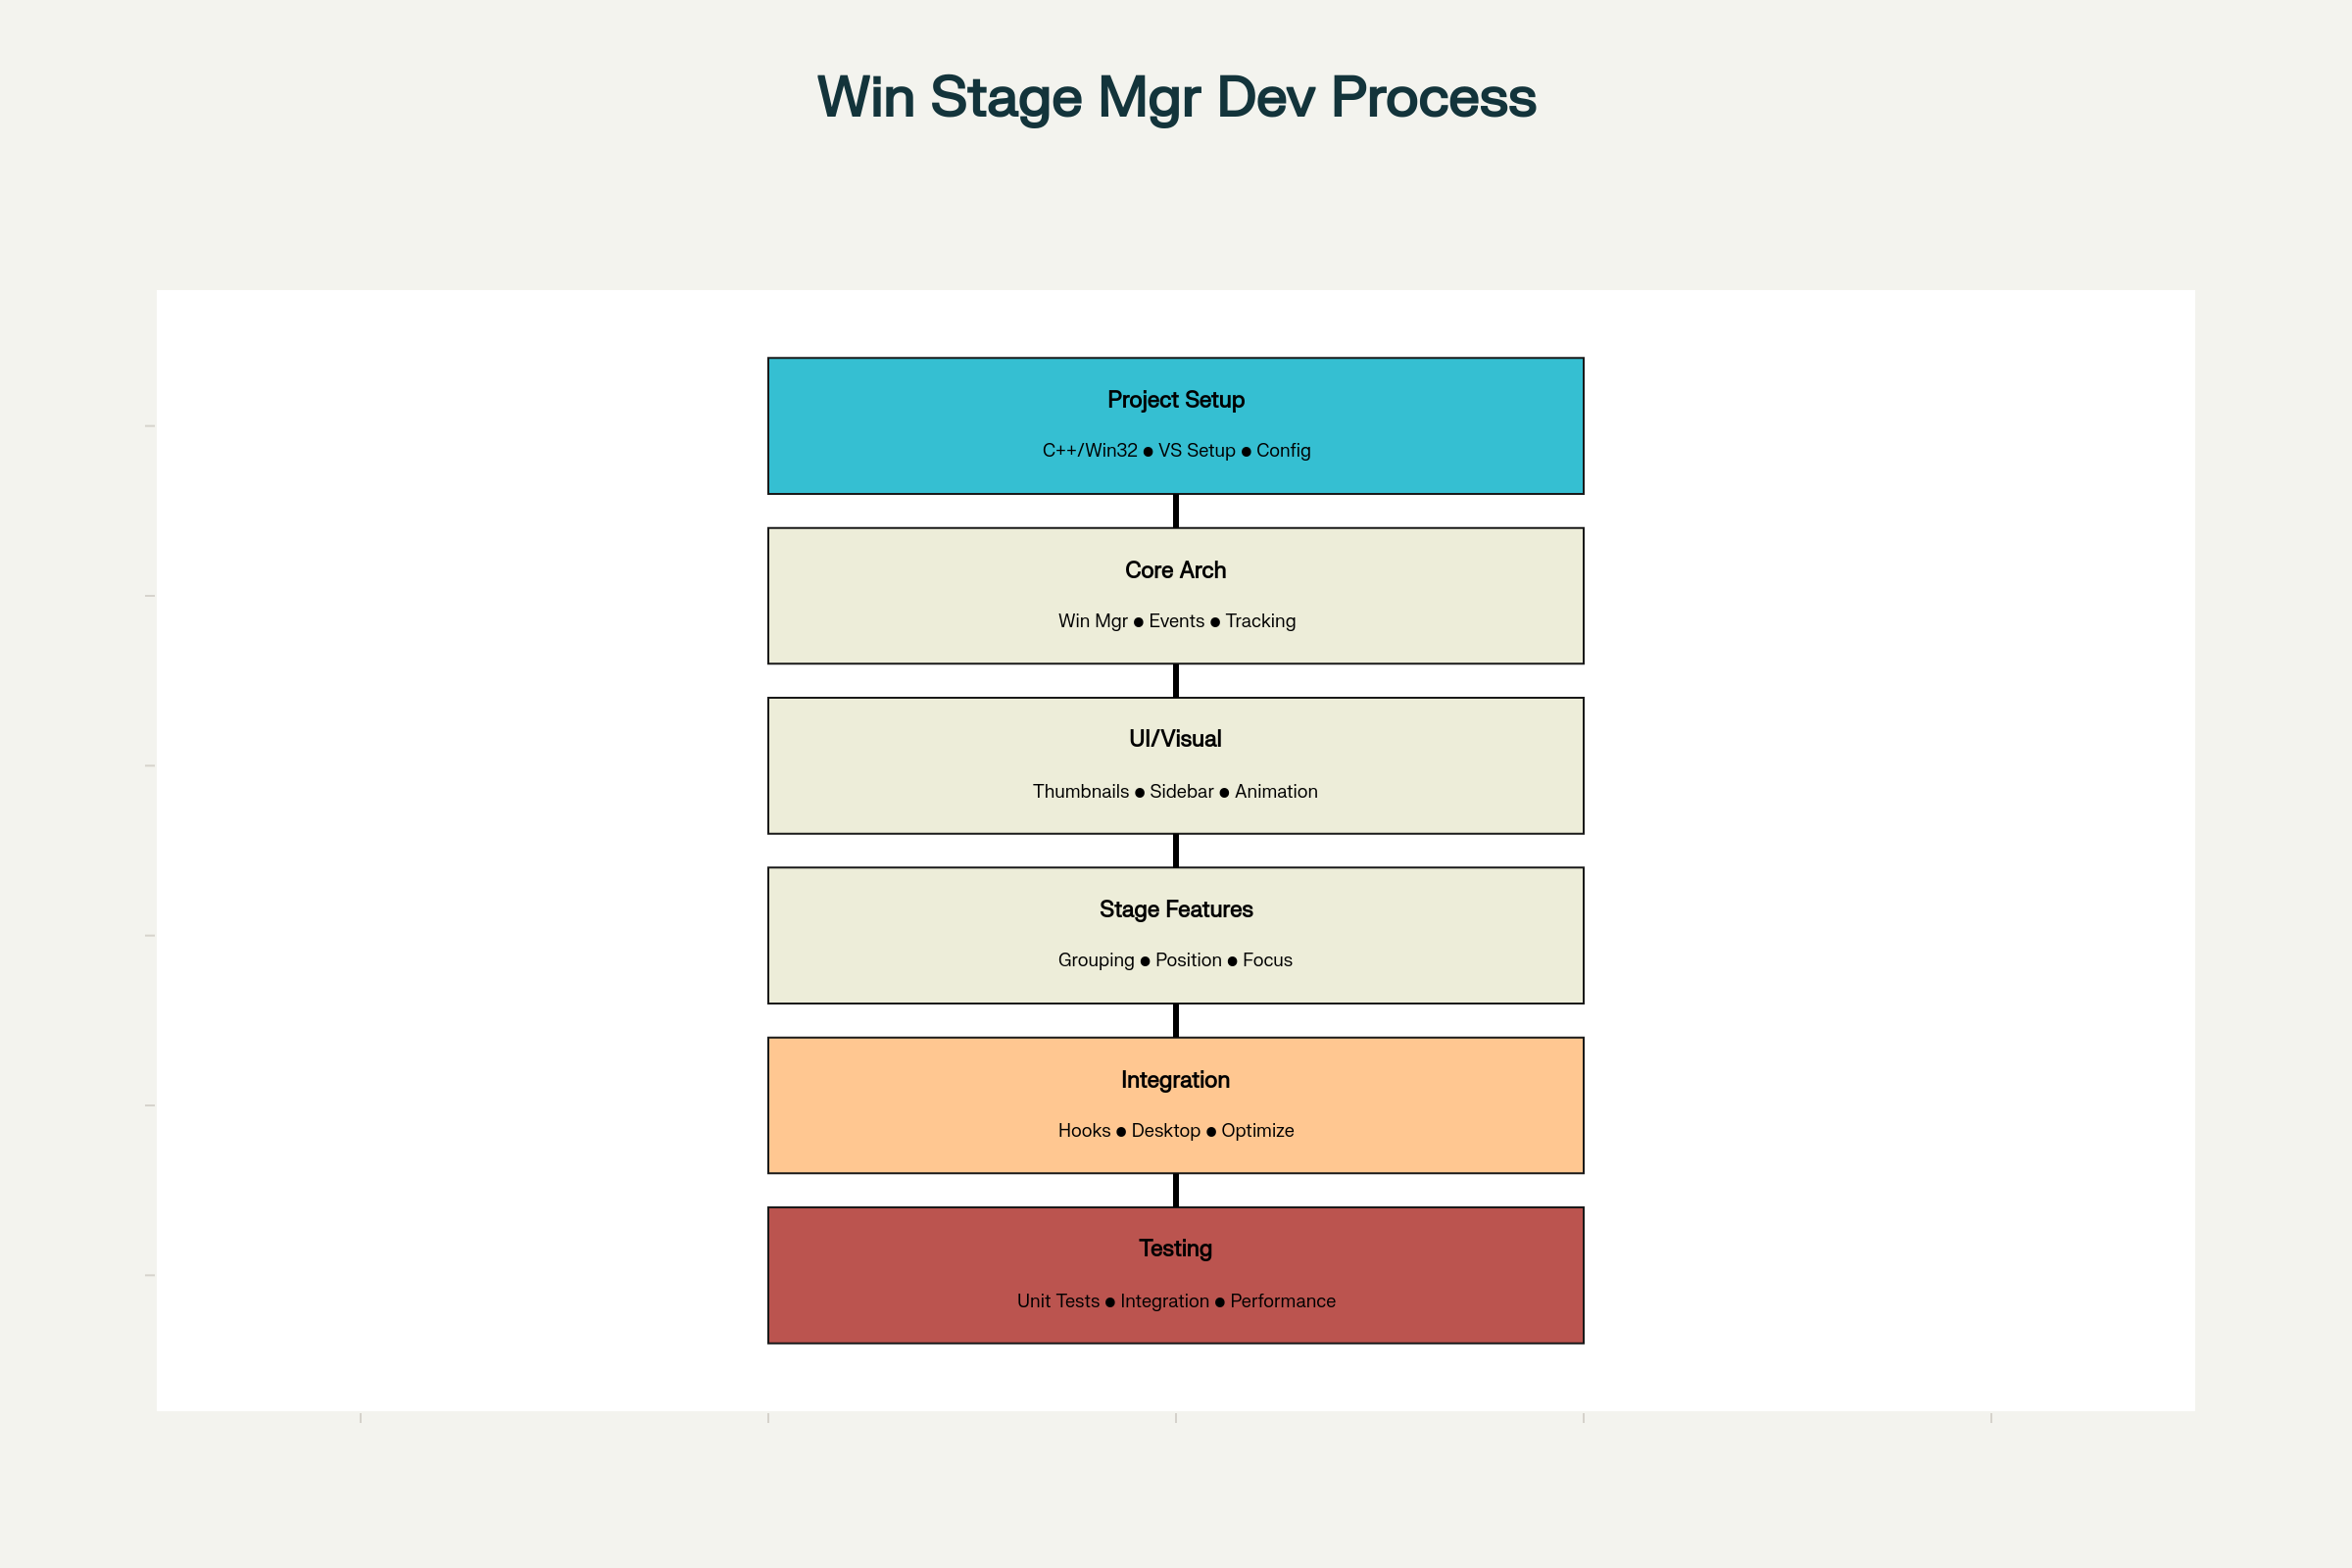 Win Stage Mgr Dev Process
Project Setup
C++/Win32 ● VS Setup ● Config
Core Arch
Win Mgr ● Events ● Tracking
UI/Visual
Thumbnails ● Sidebar ● Animation
Stage Features
Grouping ● Position ● Focus
Integration
Hooks ● Desktop ● Optimize
Testing
Unit Tests ● Integration ● Performance